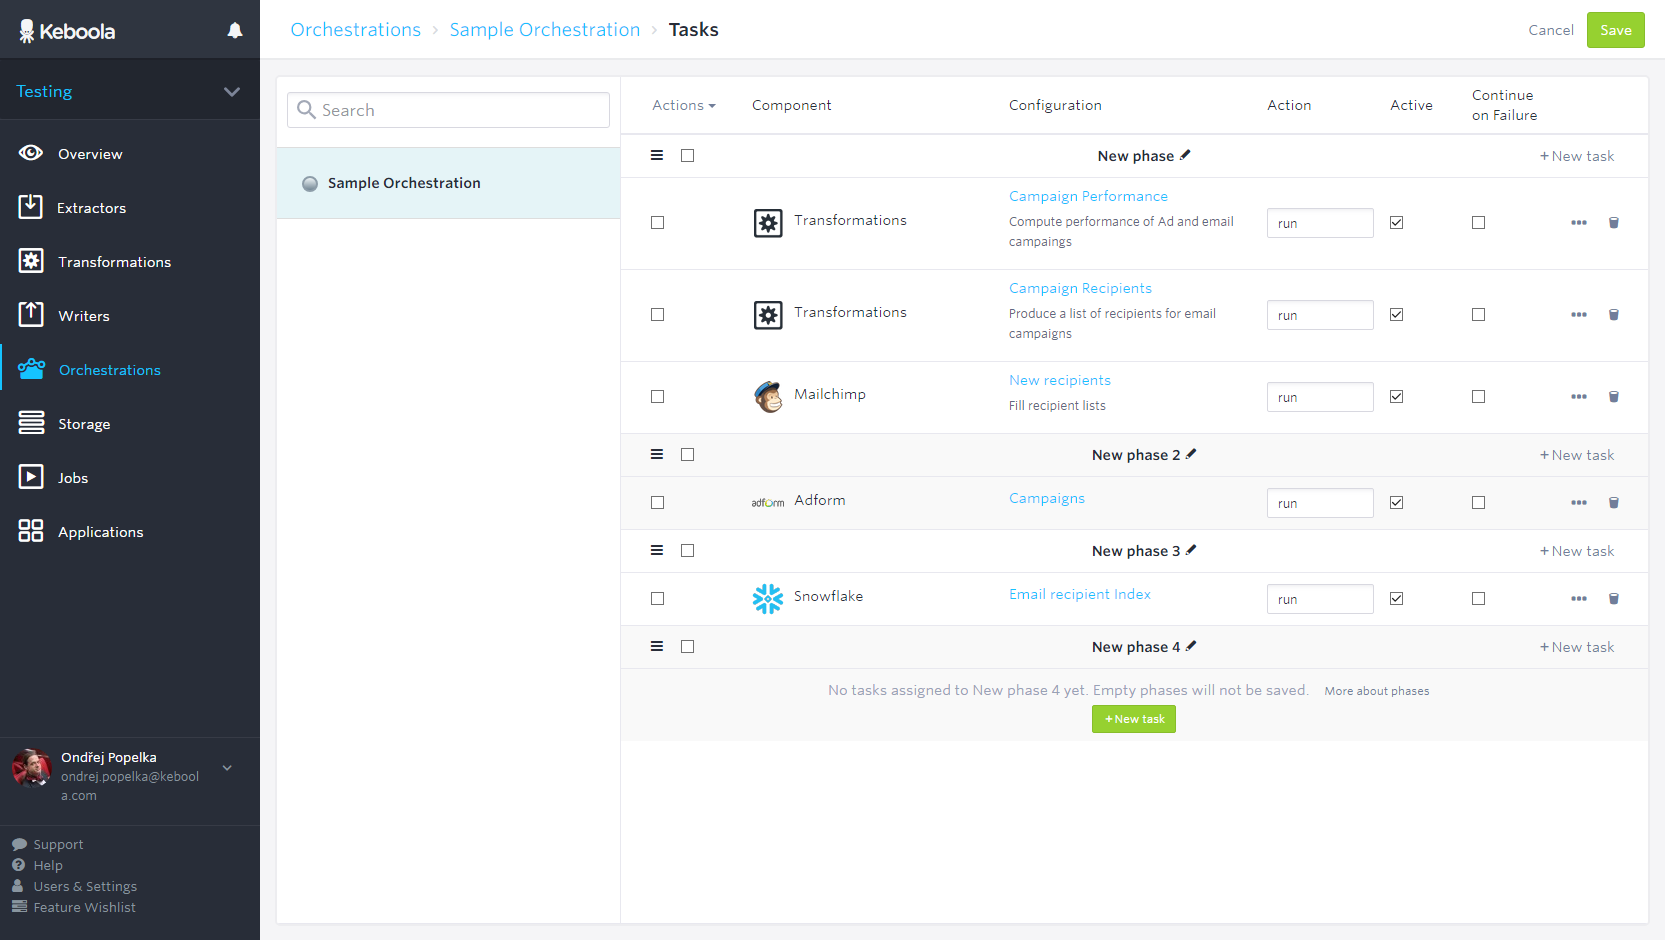 Keboola
Testing
Overview
Extractors
Transformations
Writers
Orchestrations
Storage
Jobs
Applications
Ondřej Popelka
ondrej.popelka@kebool
a.com
Support
Help
Users & Settings
Feature Wishlist
Orchestrations › Sample Orchestration › Tasks
Cancel Save
Search
Sample Orchestration
Actions Component Configuration Action Active Continue
on Failure
New phase + New task
Transformations Campaign Performance run
Compute performance of Ad and email
campaings
Transformations Campaign Recipients run
Produce a list of recipients for email
campaigns
Mailchimp New recipients run
Fill recipient lists
New phase 2 + New task
adform Adform Campaigns run
New phase 3 + New task
Snowflake Email recipient Index run
New phase 4 + New task
No tasks assigned to New phase 4 yet. Empty phases will not be saved. More about phases
+ New task